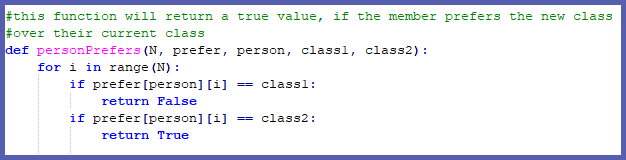 #this function will return a true value, if the member prefers the new class
#over their current class
def personPrefers(N, prefer, person, class1, class2):
    for i in range(N):
        if prefer[person][i] == class1:
            return False
        if prefer[person][i] == class2:
            return True